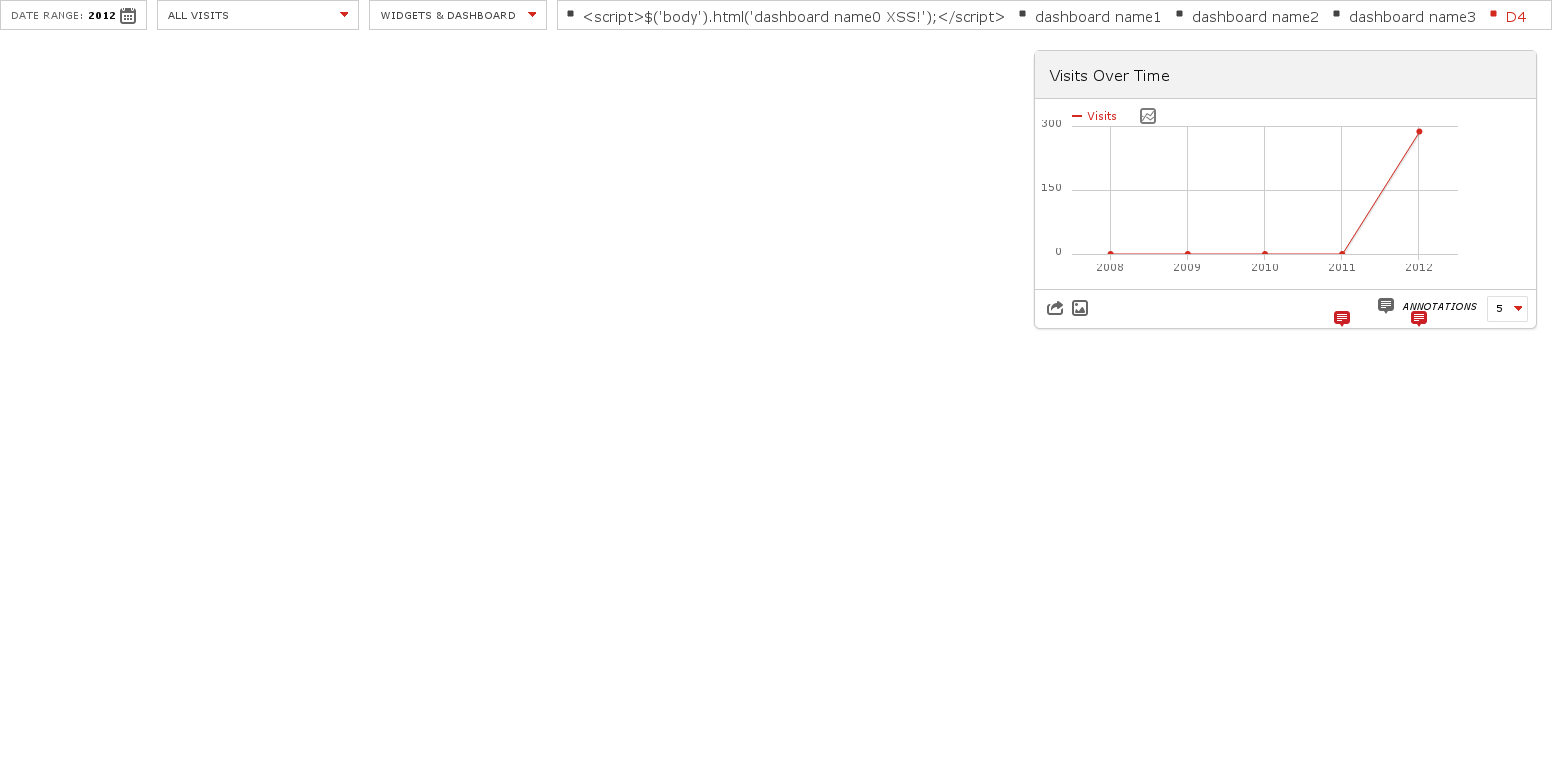 DATE RANGE: 2012 ALL VISITS WIDGETS & DASHBOARD <script>$('body').html('dashboard name0 XSS!');</script> dashboard name1 dashboard name2 dashboard name3 D4
Visits Over Time
Visits
300
150
0
2008 2009 2010 2011 2012
ANNOTATIONS 5